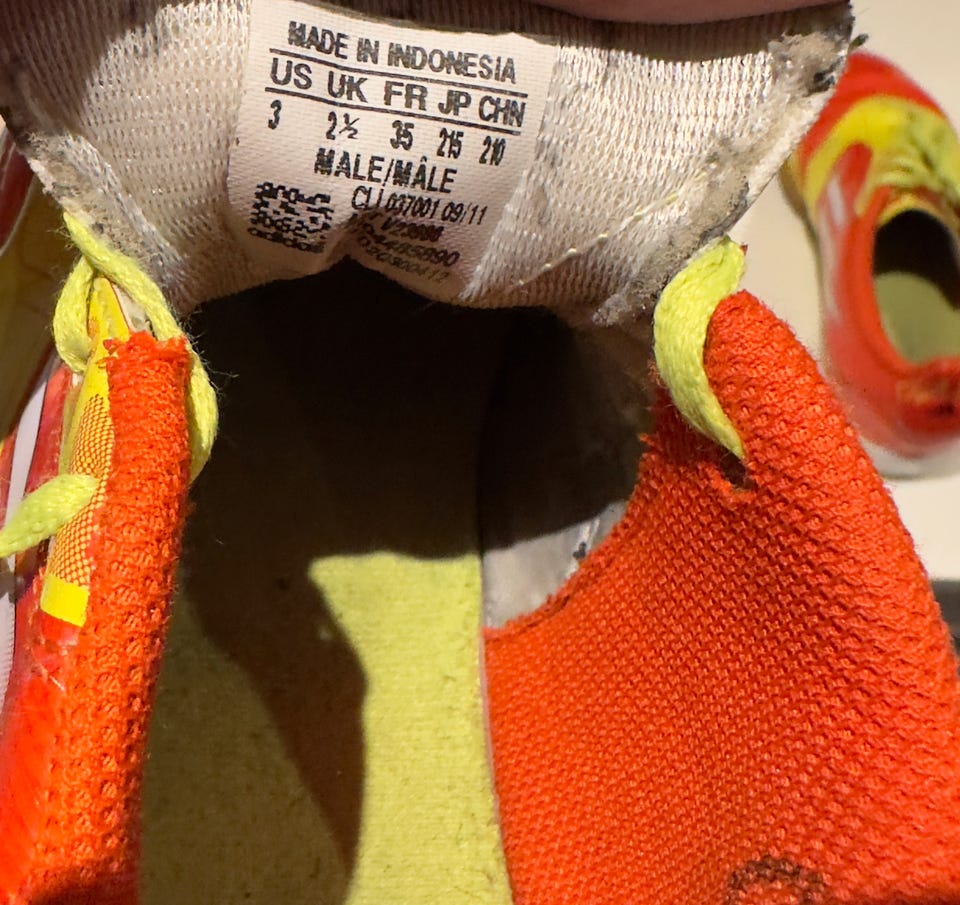 MADE IN INDONESIA
US UK FR JP CHN
3 2½ 35 215 210
MALE/MÂLE
CLU 037001 09/11
adidas